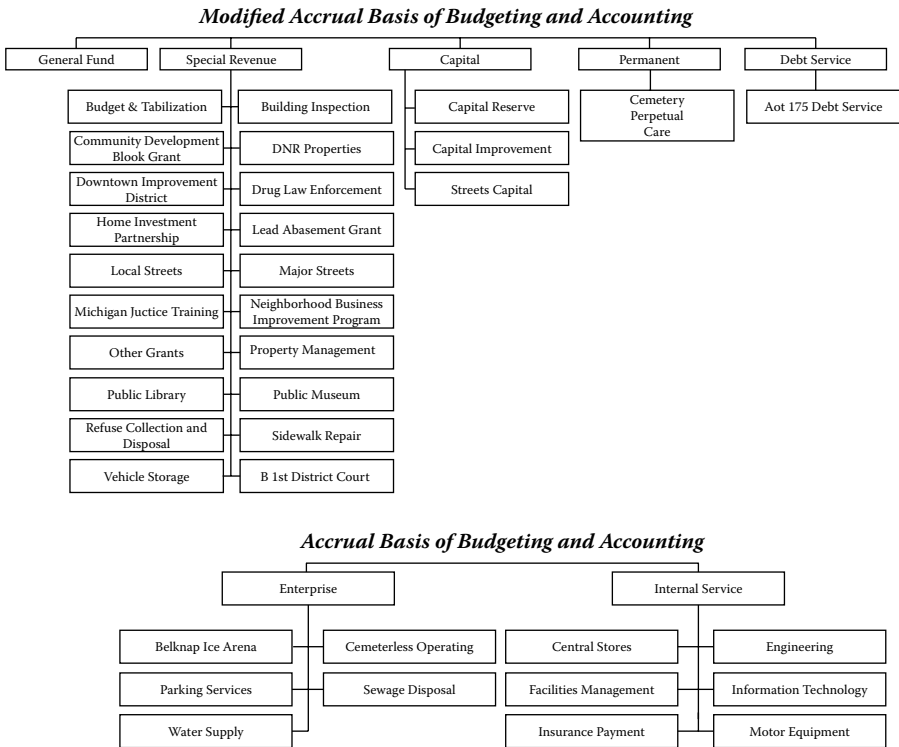 Modified Accrual Basis of Budgeting and Accounting
General Fund
Special Revenue
Capital
Permanent
Debt Service
Budget & Tabilization
Building Inspection
Capital Reserve
Cemetery
Perpetual
Care
Aot 175 Debt Service
Community Development
Blook Grant
DNR Properties
Capital Improvement
Downtown Improvement
District
Drug Law Enforcement
Streets Capital
Home Investment
Partnership
Lead Abasement Grant
Local Streets
Major Streets
Michigan Juctice Training
Neighborhood Business
Improvement Program
Other Grants
Property Management
Public Library
Public Museum
Refuse Collection and
Disposal
Sidewalk Repair
Vehicle Storage
B 1st District Court
Accrual Basis of Budgeting and Accounting
Enterprise
Internal Service
Belknap Ice Arena
Cemeterless Operating
Central Stores
Engineering
Parking Services
Sewage Disposal
Facilities Management
Information Technology
Water Supply
Insurance Payment
Motor Equipment